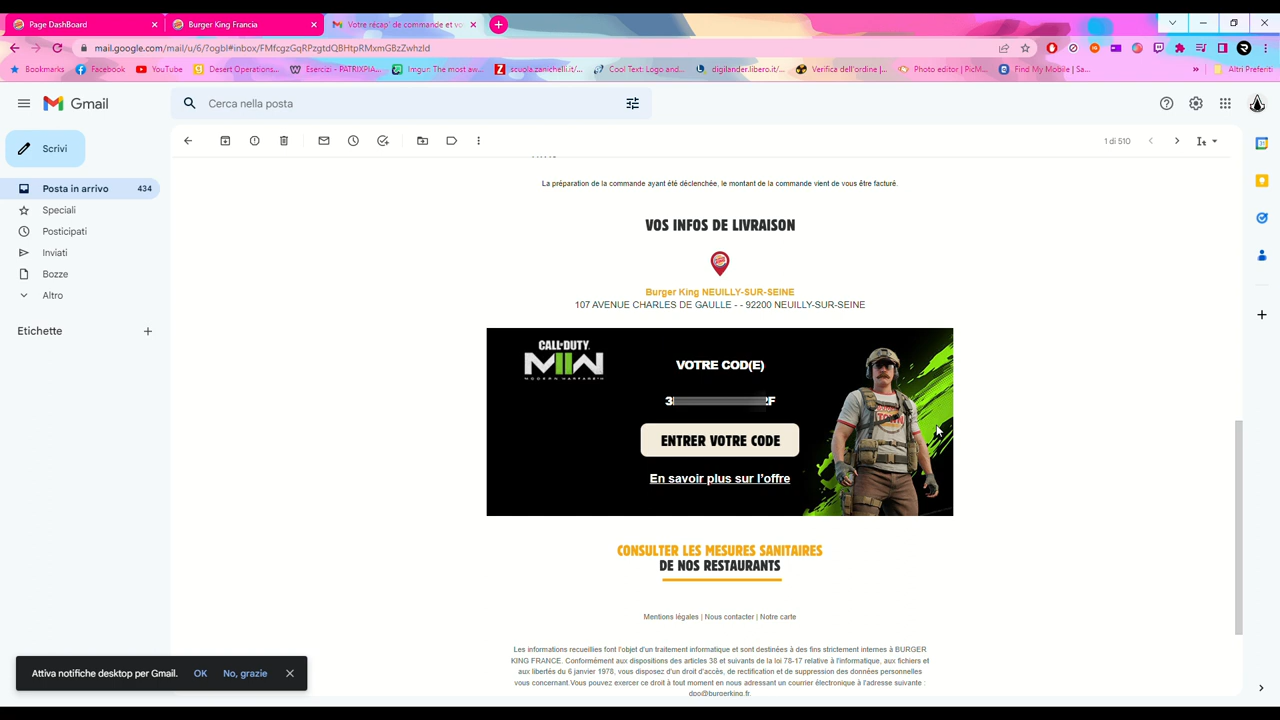 Page DashBoard
Burger King Francia
Votre récap' de commande et vo
mail.google.com/mail/u/6/?ogbl#inbox/FMfcgzGqRPzgtdQBHtpRMxmGBzZwhzld
Bookmarks
Facebook
YouTube
Desert Operations...
Esercizi - PATRIXPIA...
Imgur: The most aw...
scuola.zanichelli.it/...
Cool Text: Logo and...
digilander.libero.it/...
Verifica dell'ordine |...
Photo editor | PicM...
Find My Mobile | Sa...
»
Altri Preferiti
Gmail
Cerca nella posta
Scrivi
1 di 510
Posta in arrivo 434
Speciali
Posticipati
Inviati
Bozze
Altro
Etichette
La préparation de la commande ayant été déclenchée, le montant de la commande vient de vous être facturé.
VOS INFOS DE LIVRAISON
Burger King NEUILLY-SUR-SEINE
107 AVENUE CHARLES DE GAULLE - - 92200 NEUILLY-SUR-SEINE
CALL OF DUTY
MWII
MODERN WARFARE II
VOTRE COD(E)
ENTRER VOTRE CODE
En savoir plus sur l'offre
CONSULTER LES MESURES SANITAIRES
DE NOS RESTAURANTS
Mentions légales | Nous contacter | Notre carte
Les informations recueillies font l'objet d'un traitement informatique et sont destinées à des fins strictement internes à BURGER
KING FRANCE. Conformément aux dispositions des articles 38 et suivants de la loi 78-17 relative à l'informatique, aux fichiers et
aux libertés du 6 janvier 1978, vous disposez d'un droit d'accès, de rectification et de suppression des données personnelles
vous concernant.Vous pouvez exercer ce droit à tout moment en nous adressant un courrier électronique à l'adresse suivante :
dpo@burgerking.fr.
Attiva notifiche desktop per Gmail. OK No, grazie